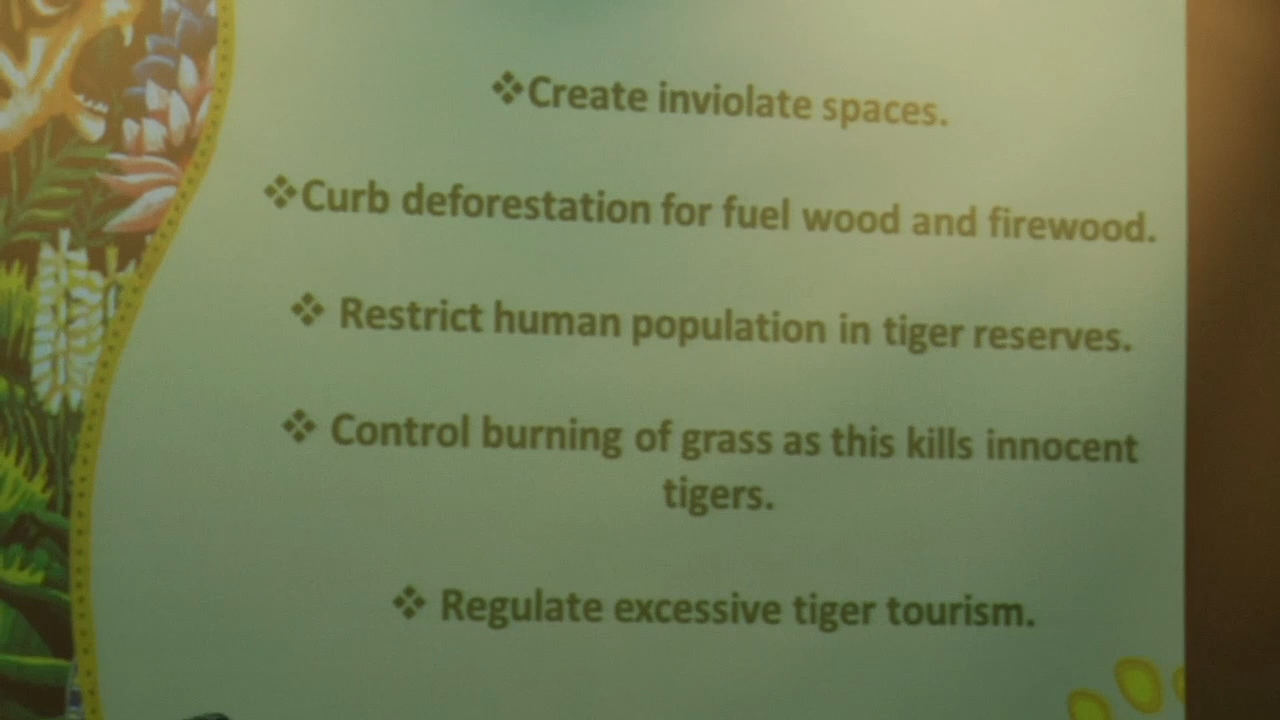 ❖Create inviolate spaces.
❖Curb deforestation for fuel wood and firewood.
❖ Restrict human population in tiger reserves.
❖ Control burning of grass as this kills innocent
tigers.
❖ Regulate excessive tiger tourism.